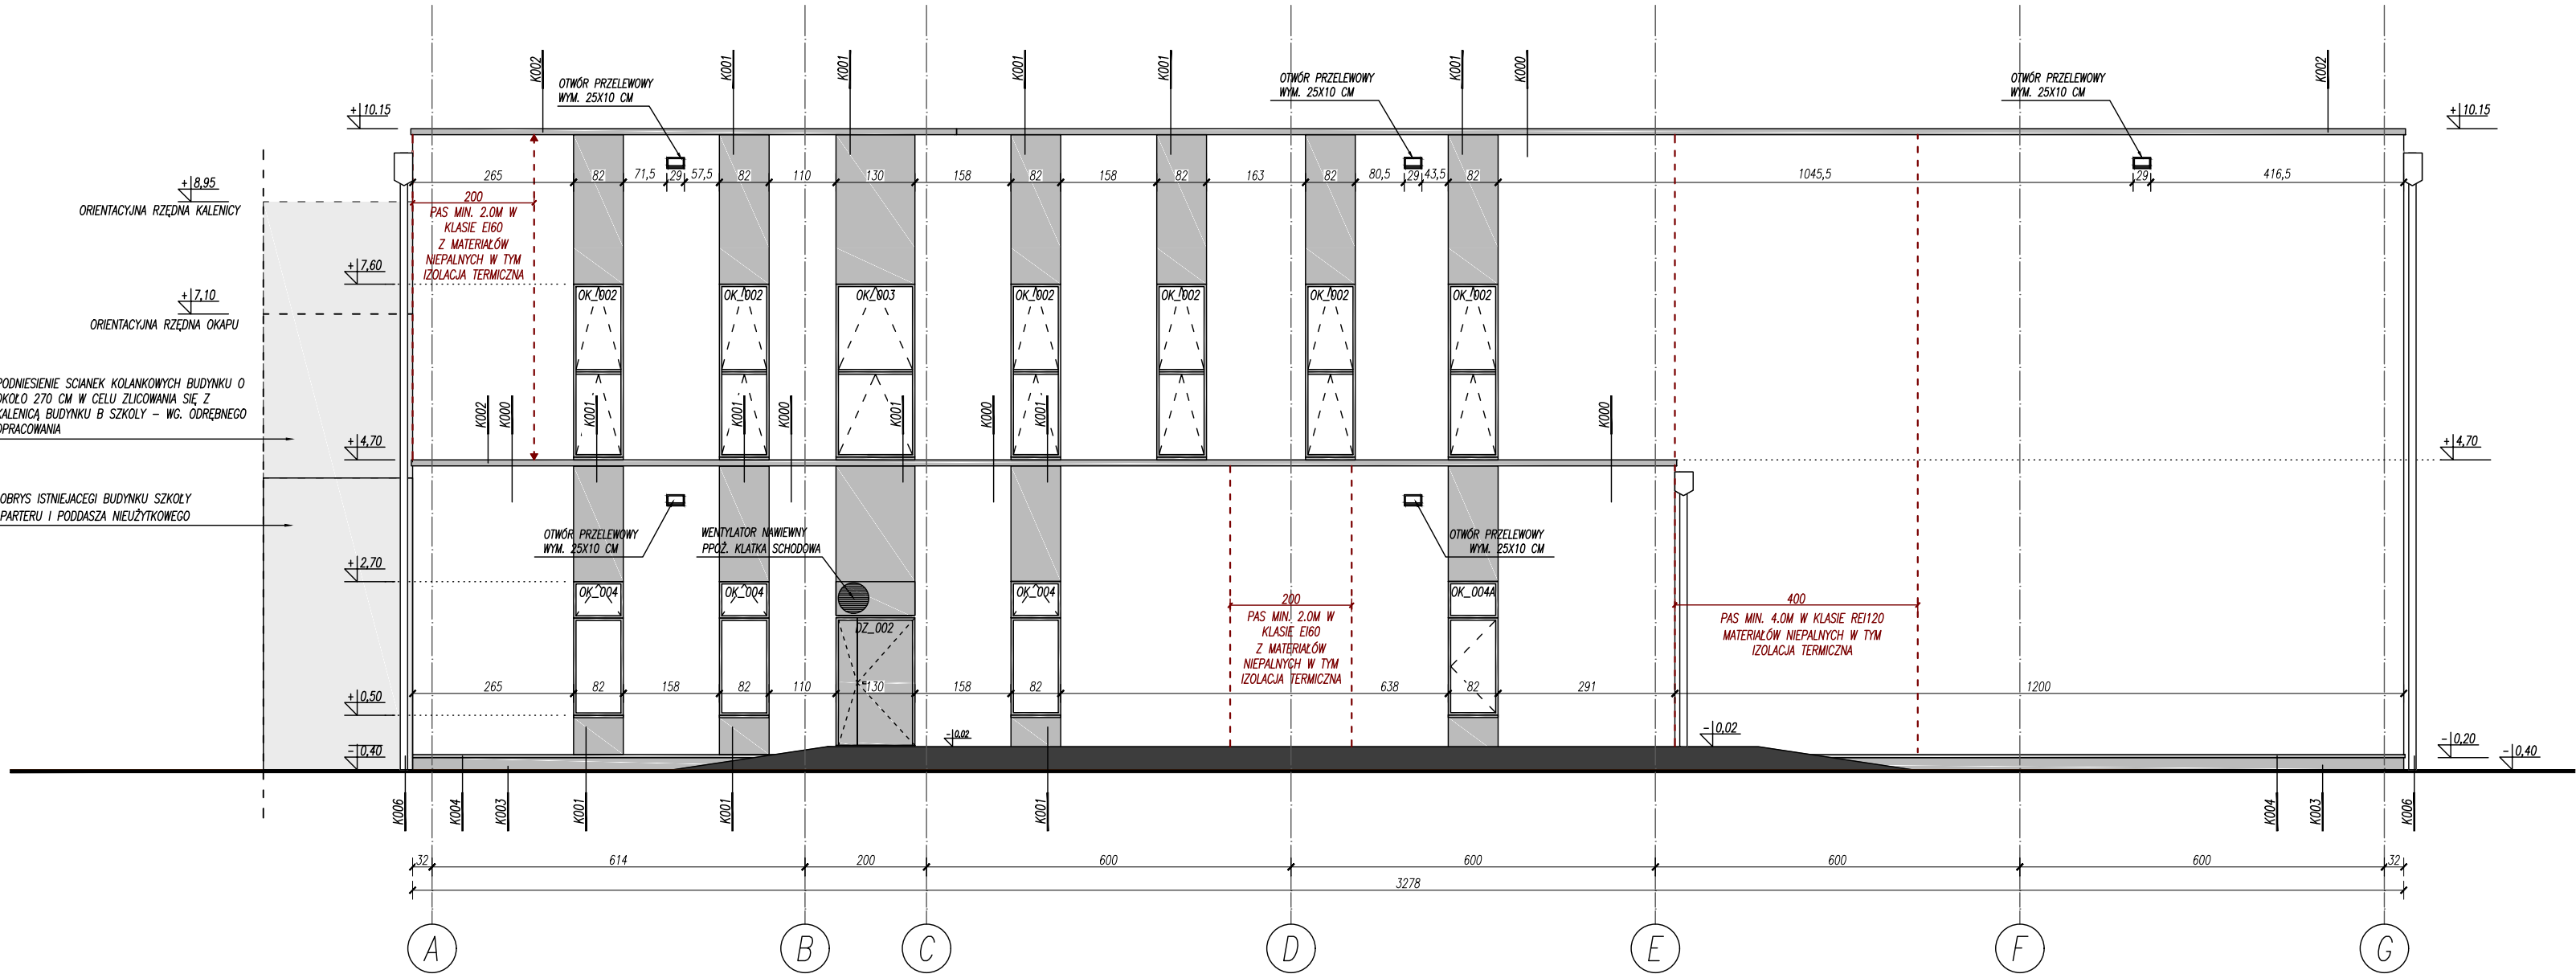 K002
K001
K001
K001
K001
K001
K000
K002
OTWÓR PRZELEWOWY
WYM. 25X10 CM
OTWÓR PRZELEWOWY
WYM. 25X10 CM
OTWÓR PRZELEWOWY
WYM. 25X10 CM
+10.15
+10.15
265 82 71,5 29 57,5 82 110 130 158 82 158 82 163 82 80,5 29 43,5 82 1045,5 29 416,5
+8,95
ORIENTACYJNA RZĘDNA KALENICY
200
PAS MIN. 2.0M W
KLASIE EI60
Z MATERIAŁÓW
NIEPALNYCH W TYM
IZOLACJA TERMICZNA
+7,60
+7,10
ORIENTACYJNA RZĘDNA OKAPU
OK_002
OK_002
OK_003
OK_002
OK_002
OK_002
OK_002
PODNIESIENIE SCIANEK KOLANKOWYCH BUDYNKU O
OKOŁO 270 CM W CELU ZLICOWANIA SIĘ Z
KALENICĄ BUDYNKU B SZKOLY – WG. ODRĘBNEGO
OPRACOWANIA
K002
K000
K001
K001
K000
K001
K000
K001
K000
+4,70
+4,70
OBRYS ISTNIEJACEGI BUDYNKU SZKOŁY
PARTERU I PODDASZA NIEUŻYTKOWEGO
OTWÓR PRZELEWOWY
WYM. 25X10 CM
WENTYLATOR NAWIEWNY
PPOŻ. KLATKA SCHODOWA
OTWÓR PRZELEWOWY
WYM. 25X10 CM
+2,70
OK_004
OK_004
OK_004
OK_004A
DZ_002
200
PAS MIN. 2.0M W
KLASIE EI60
Z MATERIAŁÓW
NIEPALNYCH W TYM
IZOLACJA TERMICZNA
400
PAS MIN. 4.0M W KLASIE REI120
MATERIAŁÓW NIEPALNYCH W TYM
IZOLACJA TERMICZNA
265 82 158 82 110 130 158 82 638 82 291 1200
+0,50
-0,40
-0,02
-0,02
-0,20
-0,40
K006
K004
K003
K001
K001
K001
K004
K003
K006
32 614 200 600 600 600 600 32
3278
A B C D E F G